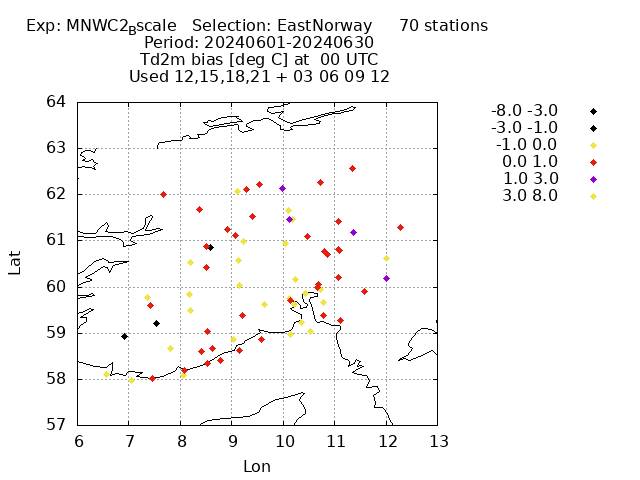 Exp: MNWC2Bscale Selection: EastNorway 70 stations
Period: 20240601-20240630
Td2m bias [deg C] at 00 UTC
Used 12,15,18,21 + 03 06 09 12
-8.0 -3.0
-3.0 -1.0
-1.0 0.0
0.0 1.0
1.0 3.0
3.0 8.0
64
63
62
61
60
59
58
57
Lat
6 7 8 9 10 11 12 13
Lon